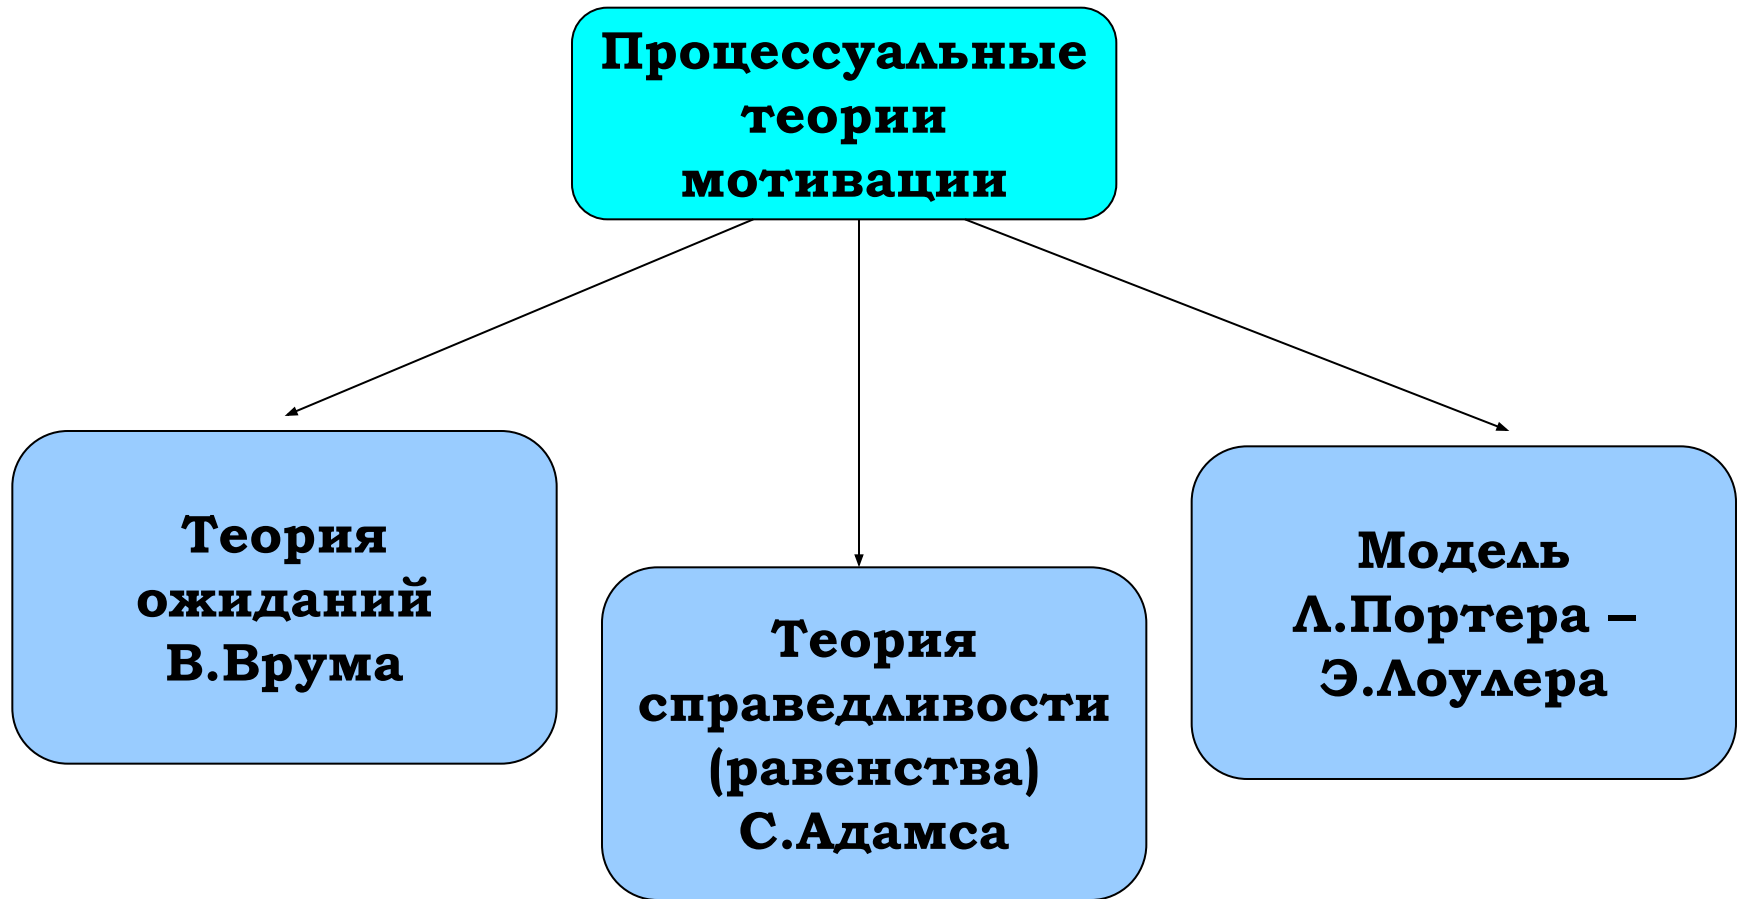 Процессуальные
теории
мотивации
Теория
ожиданий
В.Врума
Теория
справедливости
(равенства)
С.Адамса
Модель
Л.Портера –
Э.Лоулера